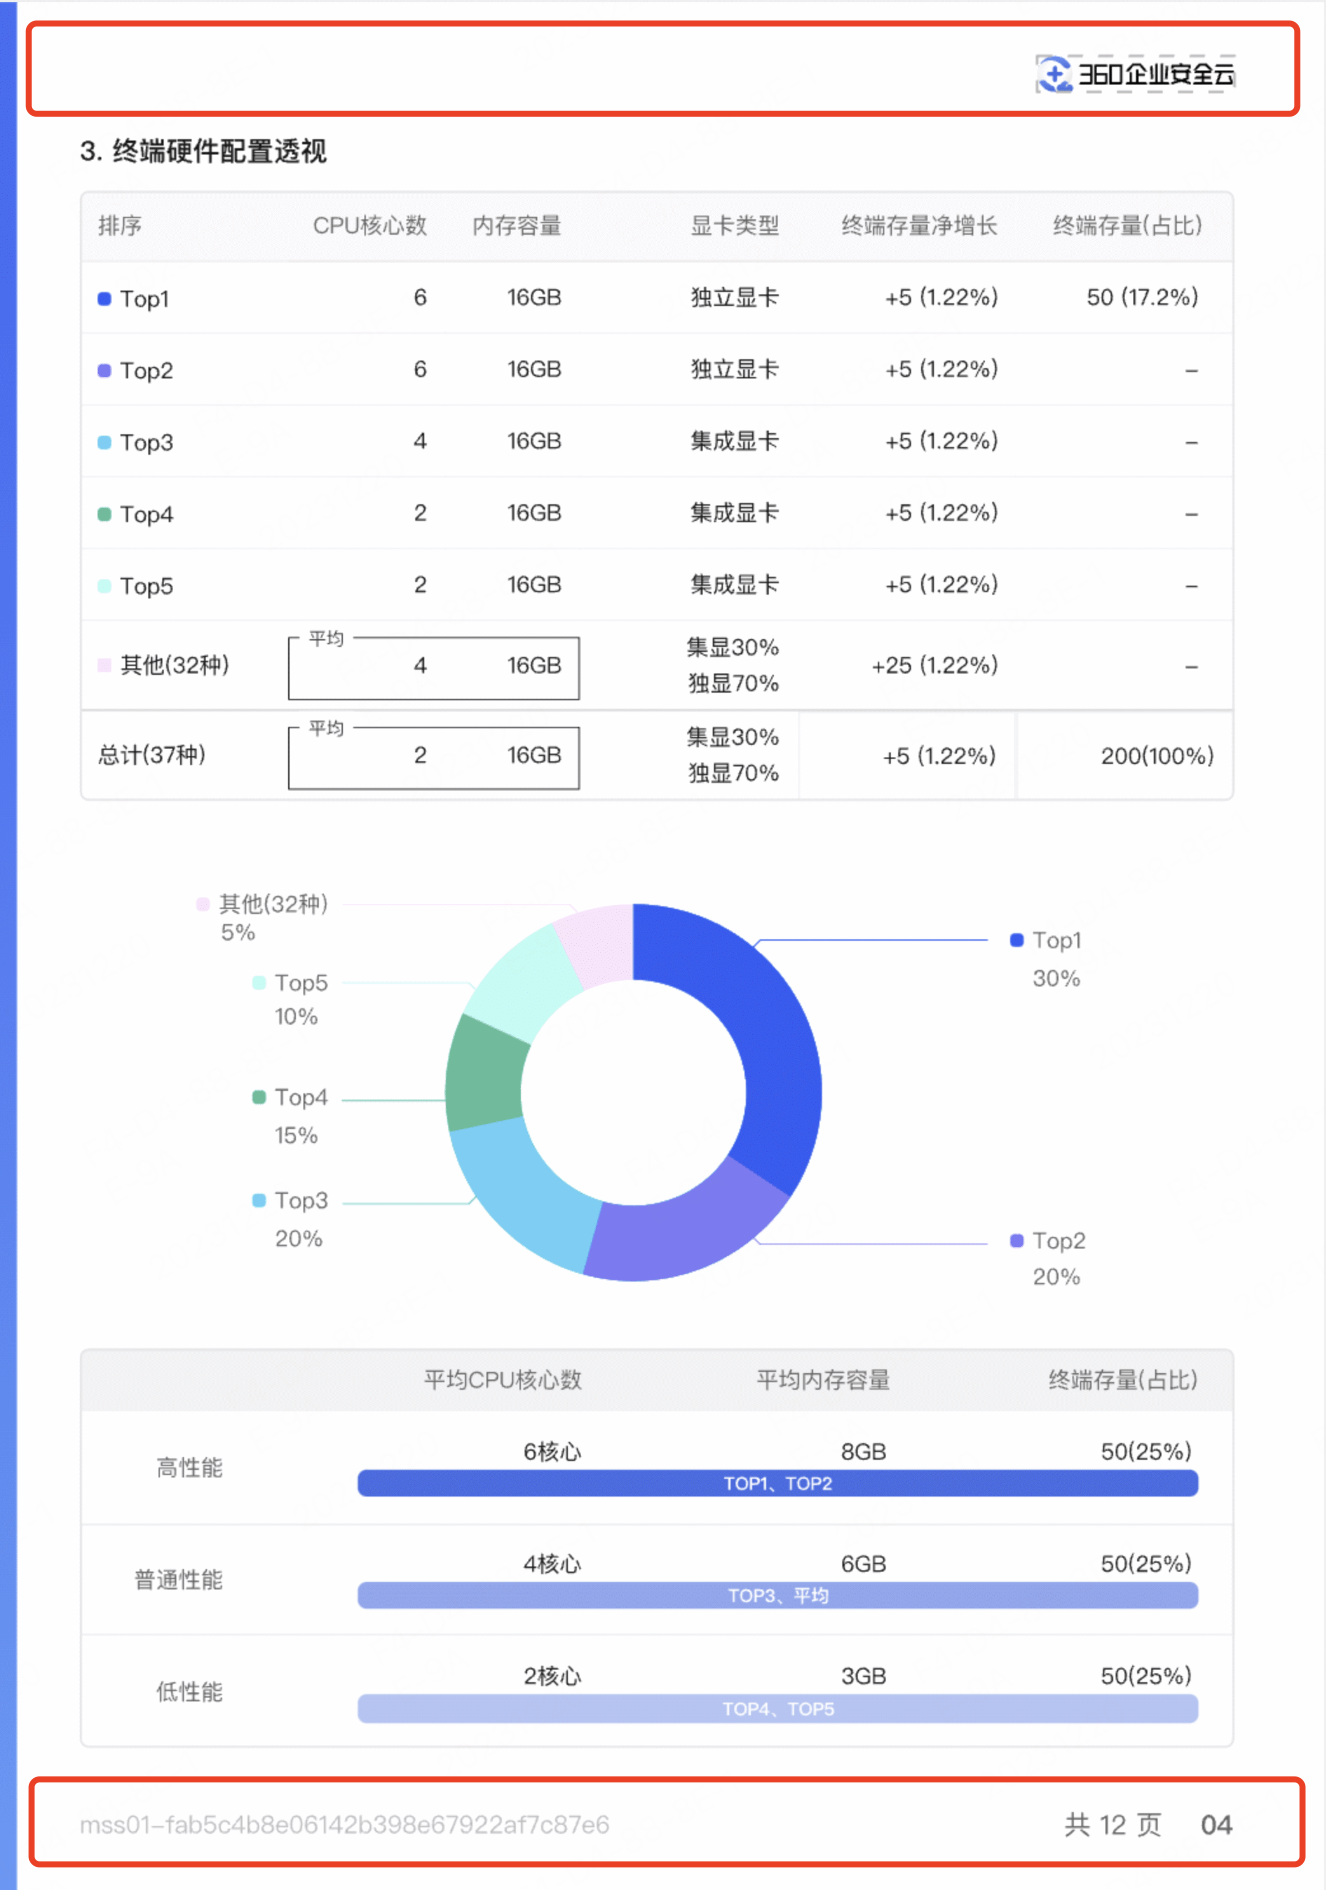 360企业安全云
3. 终端硬件配置透视
排序 CPU核心数 内存容量 显卡类型 终端存量净增长 终端存量(占比)
Top1 6 16GB 独立显卡 +5 (1.22%) 50 (17.2%)
Top2 6 16GB 独立显卡 +5 (1.22%) –
Top3 4 16GB 集成显卡 +5 (1.22%) –
Top4 2 16GB 集成显卡 +5 (1.22%) –
Top5 2 16GB 集成显卡 +5 (1.22%) –
平均
其他(32种) 4 16GB 集显30% 独显70% +25 (1.22%) –
平均
总计(37种) 2 16GB 集显30% 独显70% +5 (1.22%) 200(100%)
其他(32种)
5%
Top1
30%
Top5
10%
Top4
15%
Top3
20%
Top2
20%
平均CPU核心数 平均内存容量 终端存量(占比)
高性能 6核心 8GB 50(25%)
TOP1、TOP2
普通性能 4核心 6GB 50(25%)
TOP3、平均
低性能 2核心 3GB 50(25%)
TOP4、TOP5
mss01–fab5c4b8e06142b398e67922af7c87e6 共 12 页 04